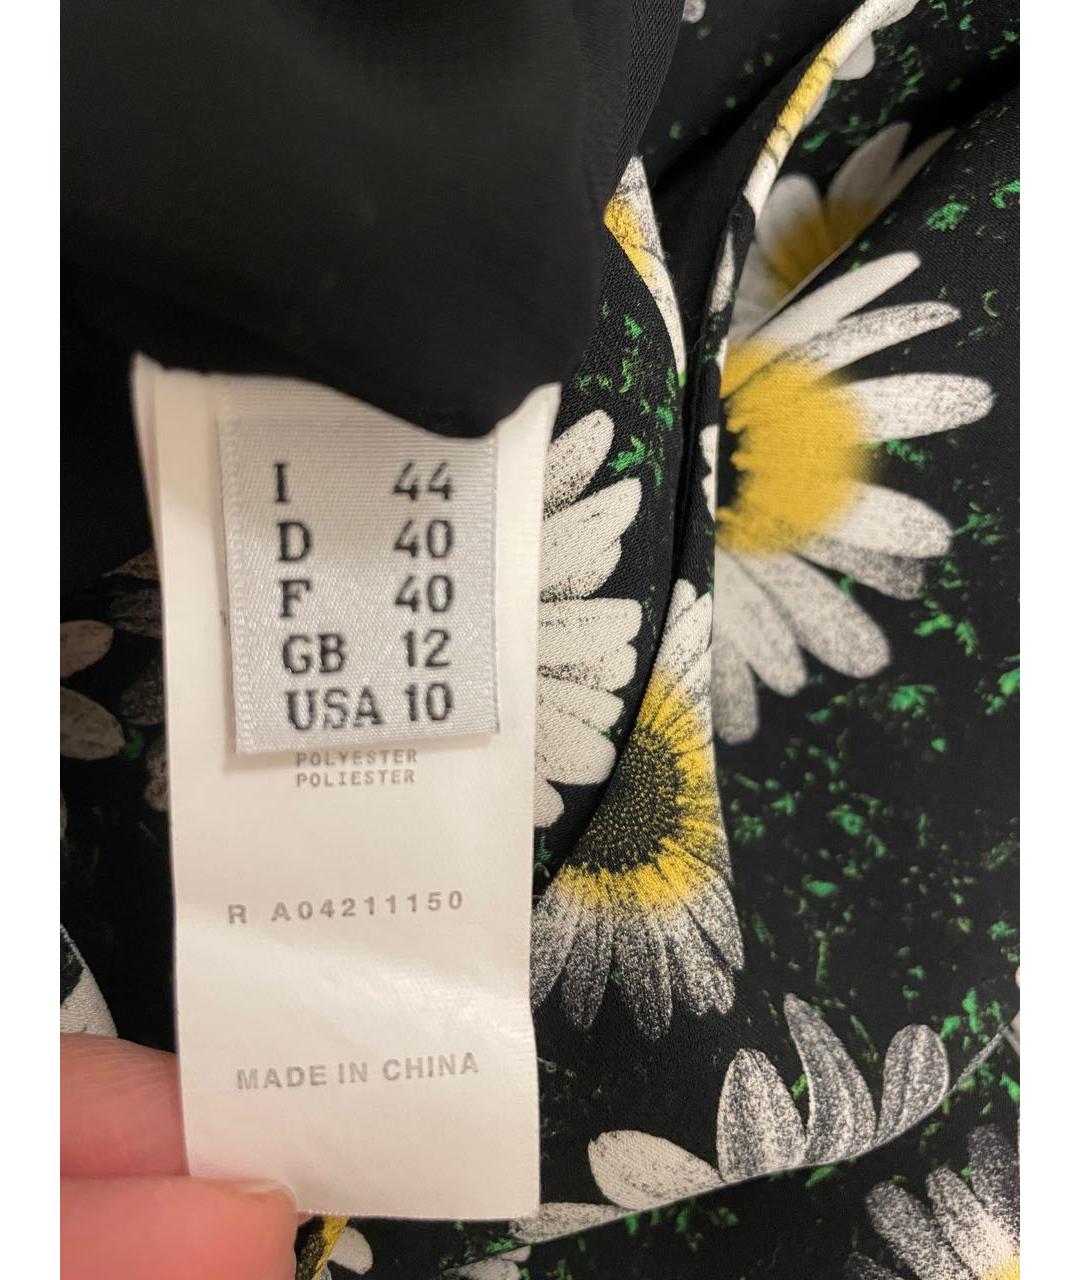 I 44
D 40
F 40
GB 12
USA 10
POLYESTER
POLIESTER
R A04211150
MADE IN CHINA